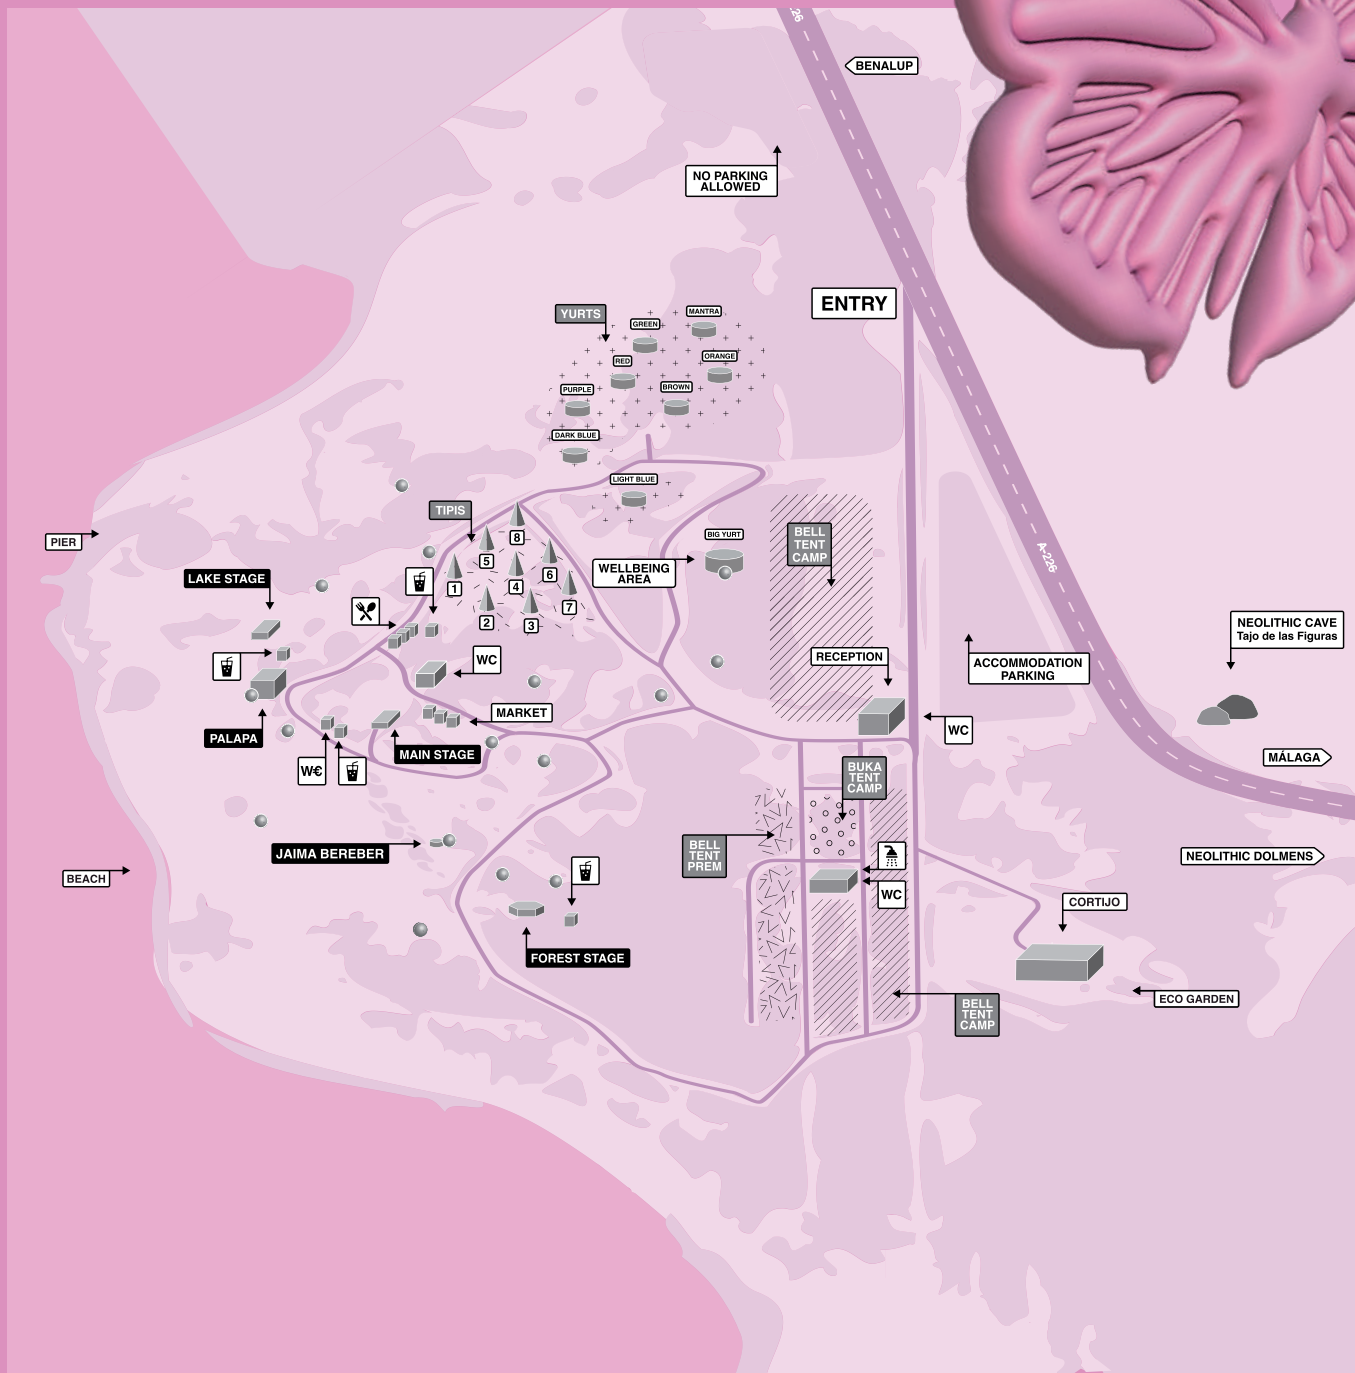 26
BENALUP
NO PARKING
ALLOWED
ENTRY
YURTS
MANTRA
GREEN
ORANGE
RED
PURPLE
BROWN
DARK BLUE
LIGHT BLUE
TIPIS
8
5
6
4
1
7
2
3
BIG YURT
WELLBEING
AREA
BELL
TENT
CAMP
A-226
PIER
LAKE STAGE
NEOLITHIC CAVE
Tajo de las Figuras
RECEPTION
ACCOMMODATION
PARKING
WC
WC
MARKET
PALAPA
MAIN STAGE
W€
MÁLAGA
BUKA
TENT
CAMP
JAIMA BEREBER
BELL
TENT
PREM
NEOLITHIC DOLMENS
BEACH
WC
CORTIJO
FOREST STAGE
ECO GARDEN
BELL
TENT
CAMP